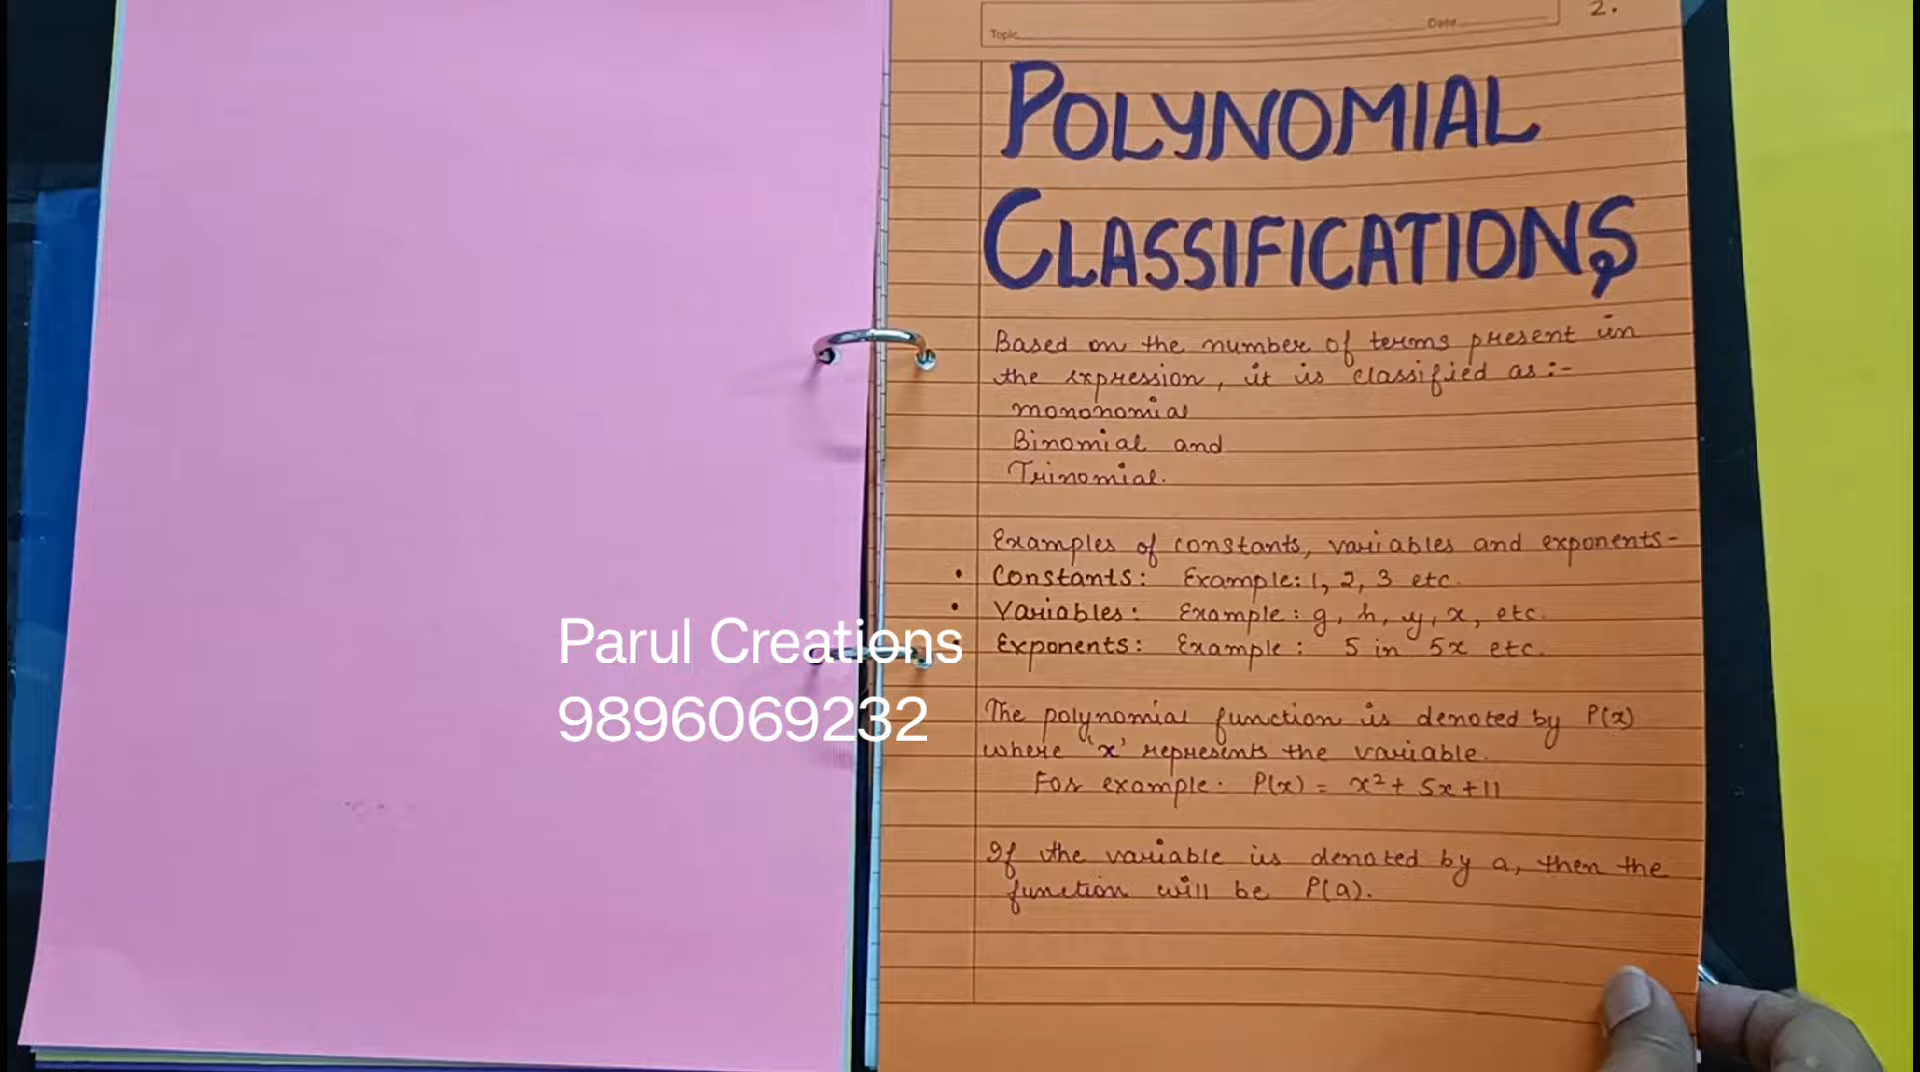 2.
Topic
Date
POLYNOMIAL
CLASSIFICATIONS
Based on the number of terms present in
the expression, it is classified as:-
mononomial
Binomial and
Trinomial.
Examples of constants, variables and exponents-
• Constants: Example: 1, 2, 3 etc.
• Variables: Example: g, h, y, x, etc.
• Exponents: Example: 5 in 5x etc.
Parul Creations
9896069232
The polynomial function is denoted by P(x)
where 'x' represents the variable.
For example. P(x) = x² + 5x + 11
If the variable is denoted by a, then the
function will be P(a).